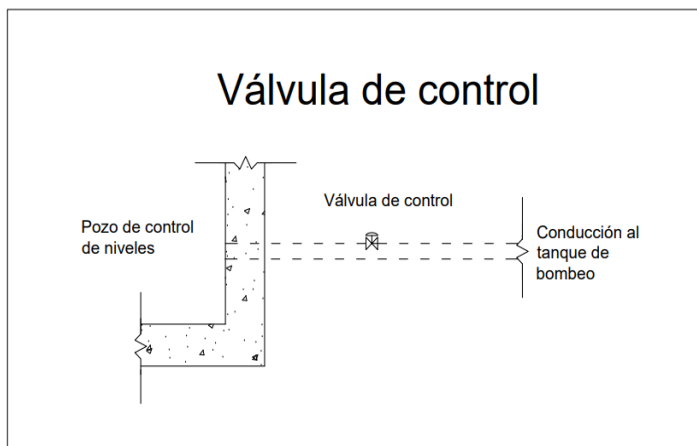 Válvula de control
Válvula de control
Pozo de control
de niveles
Conducción al
tanque de
bombeo